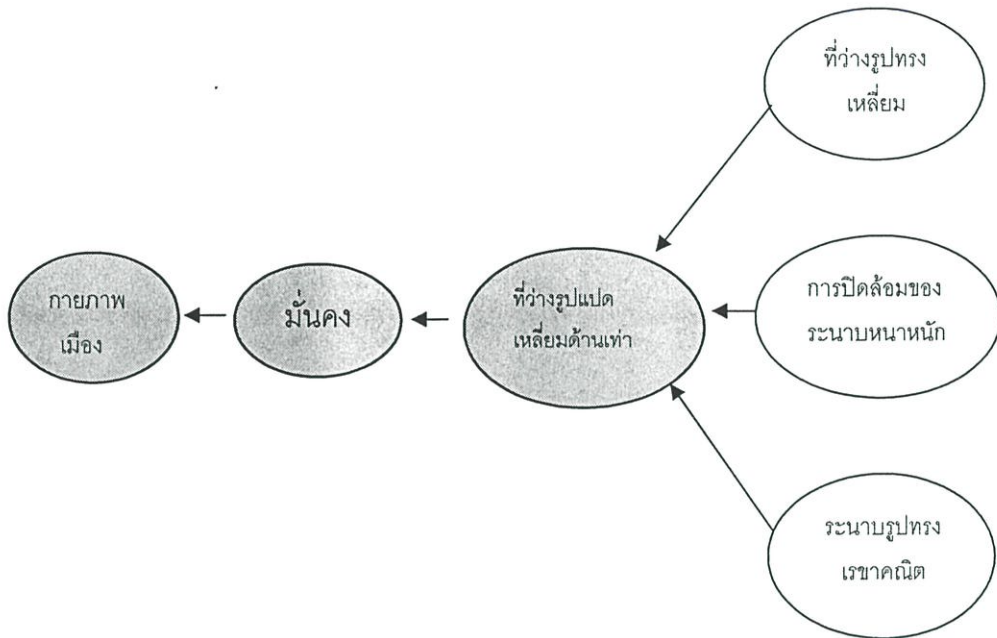 ที่ว่างรูปทรง
เหลี่ยม
กายภาพ
เมือง
มั่นคง
ที่ว่างรูปแปด
เหลี่ยมด้านเท่า
การปิดล้อมของ
ระนาบหนาหนัก
ระนาบรูปทรง
เรขาคณิต